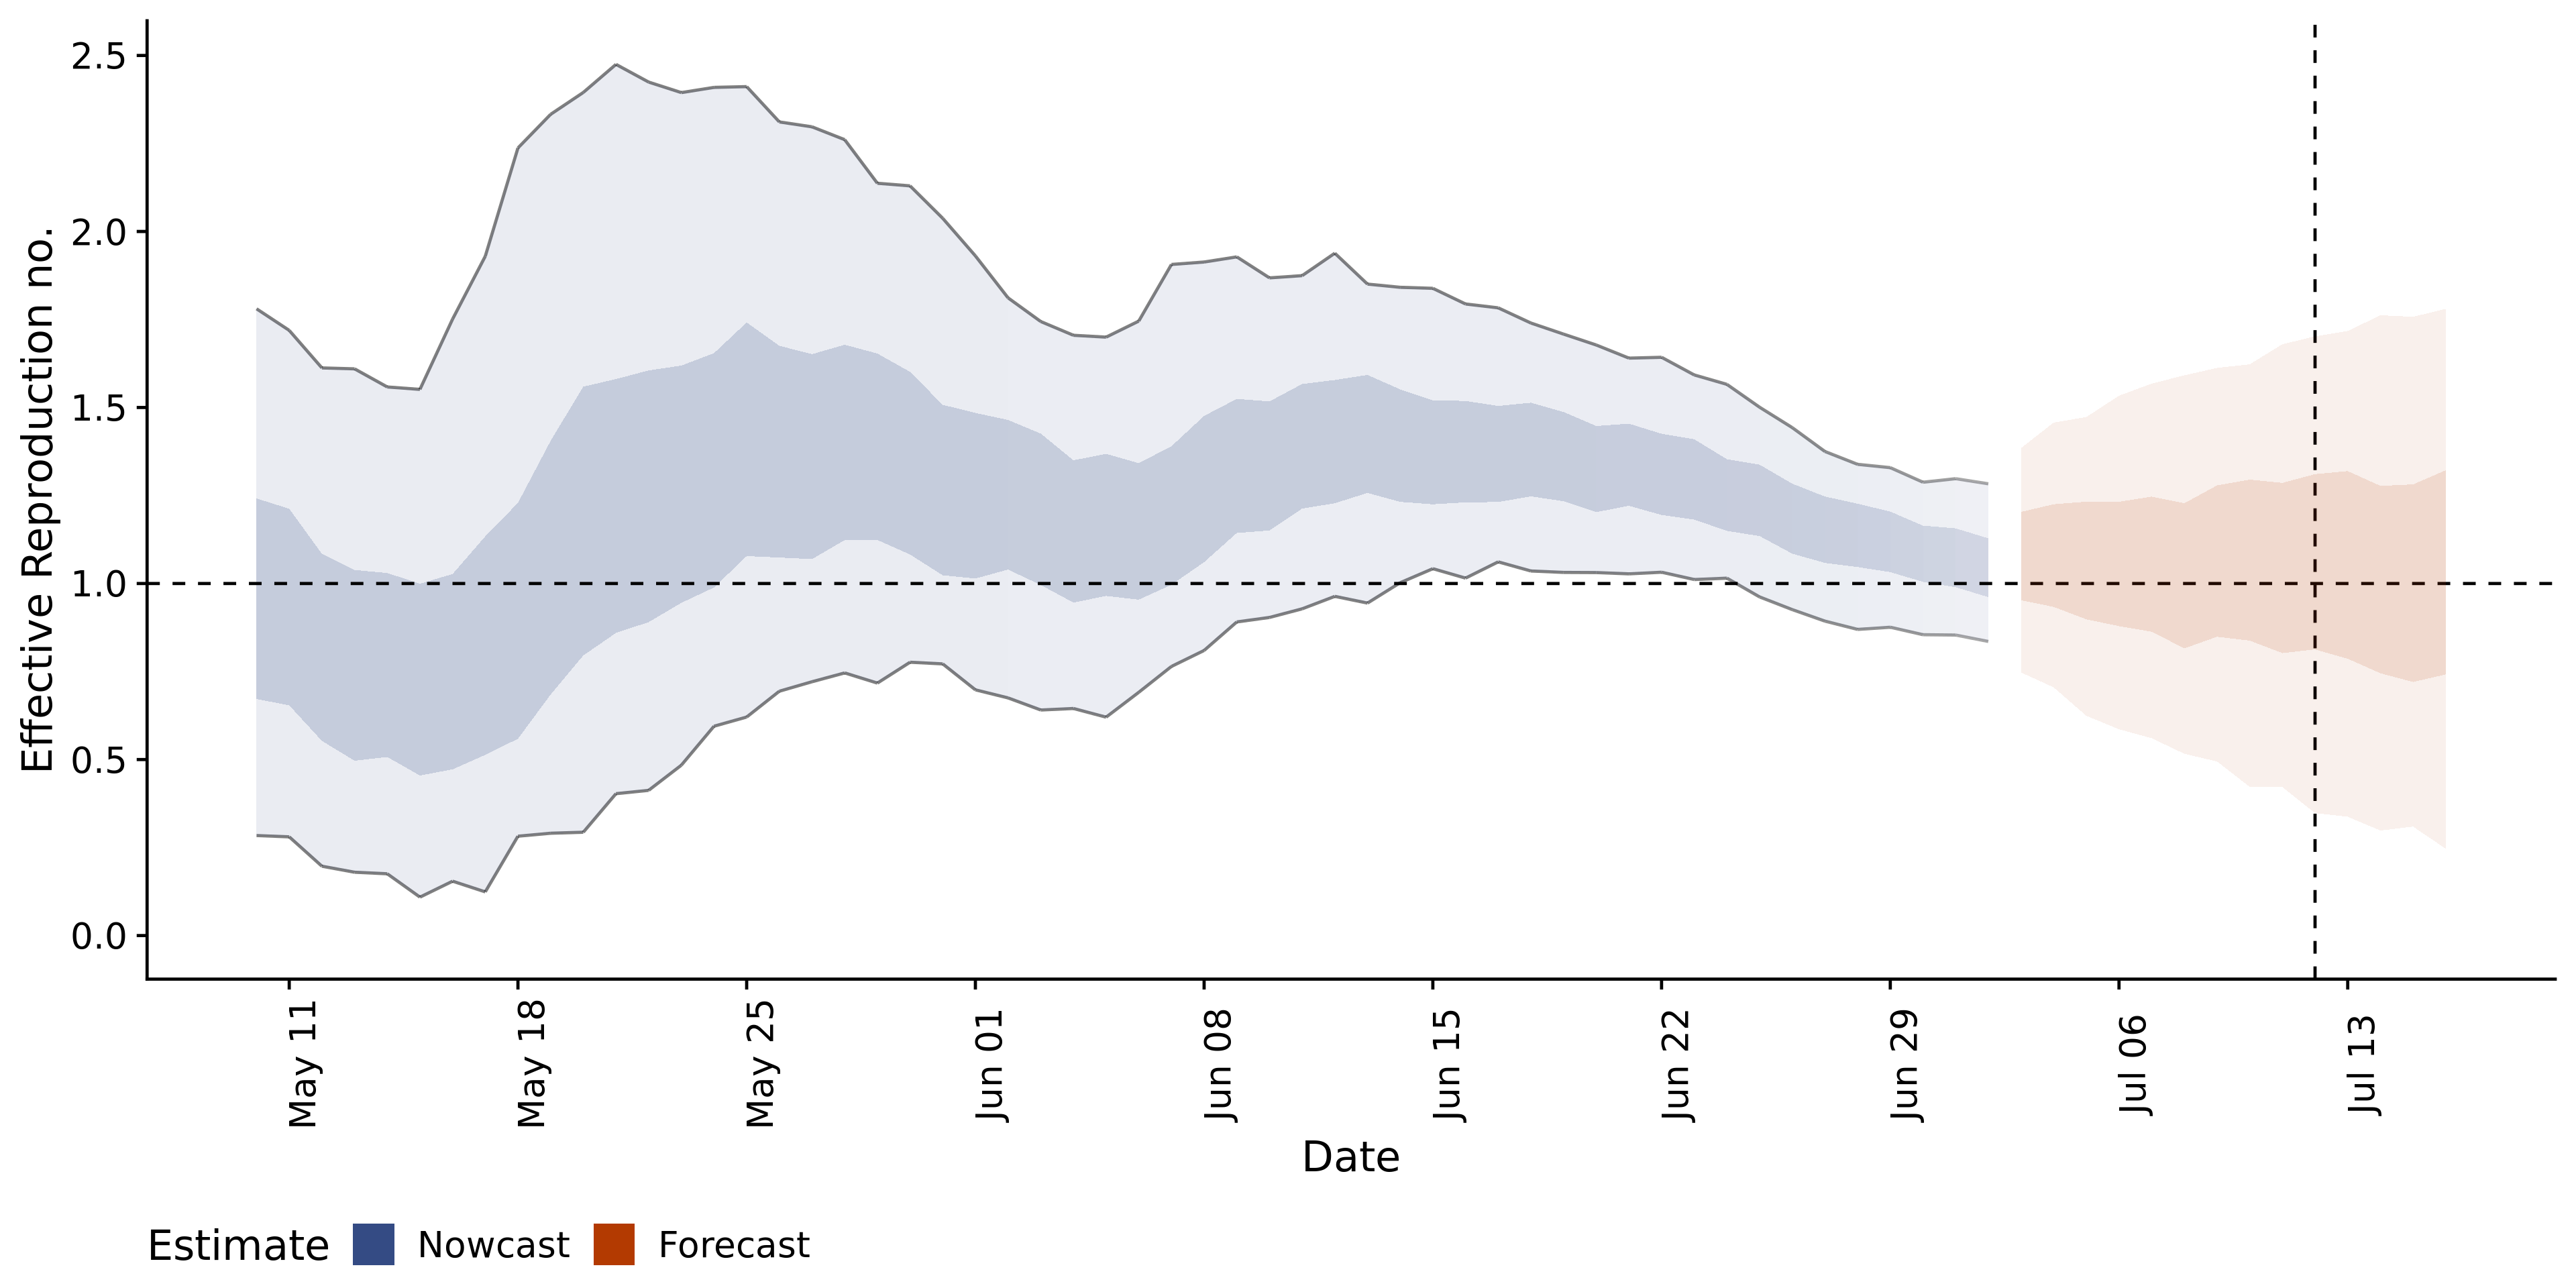 Effective Reproduction no.
2.5
2.0
1.5
1.0
0.5
0.0
May 11
May 18
May 25
Jun 01
Jun 08
Jun 15
Jun 22
Jun 29
Jul 06
Jul 13
Date
Estimate Nowcast Forecast